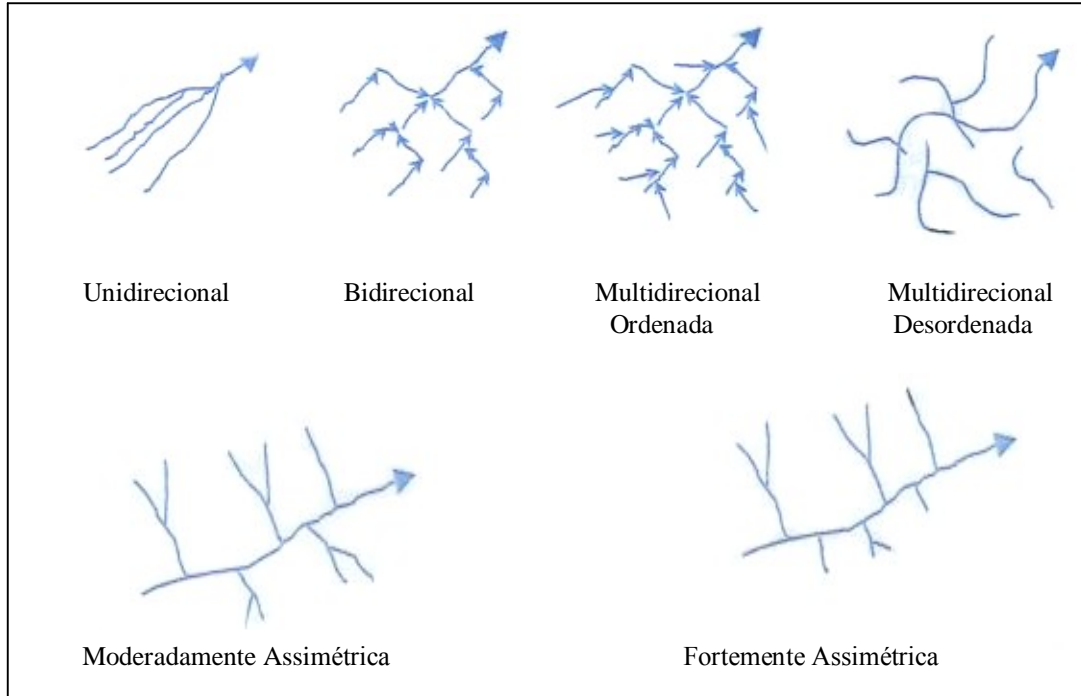 Unidirecional
Bidirecional
Multidirecional
Ordenada
Multidirecional
Desordenada
Moderadamente Assimétrica
Fortemente Assimétrica